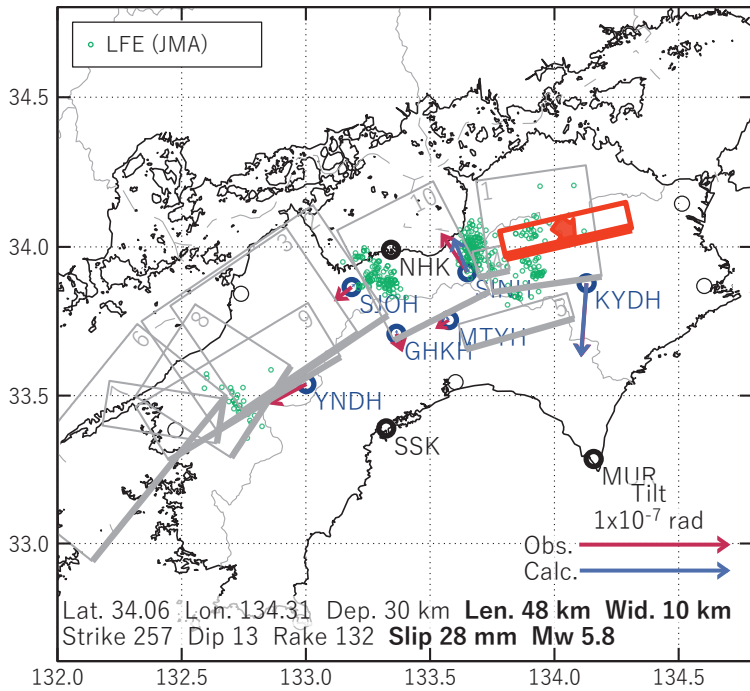 LFE (JMA)
34.5
34.0
33.5
33.0
1
10
3
8
9
6
5
NHK
SINH
SJOH
KYDH
GHKH
MTYH
YNDH
SSK
MUR
Tilt
1x10⁻⁷ rad
Obs.
Calc.
Lat. 34.06 Lon. 134.31 Dep. 30 km Len. 48 km Wid. 10 km
Strike 257 Dip 13 Rake 132 Slip 28 mm Mw 5.8
132.0 132.5 133.0 133.5 134.0 134.5